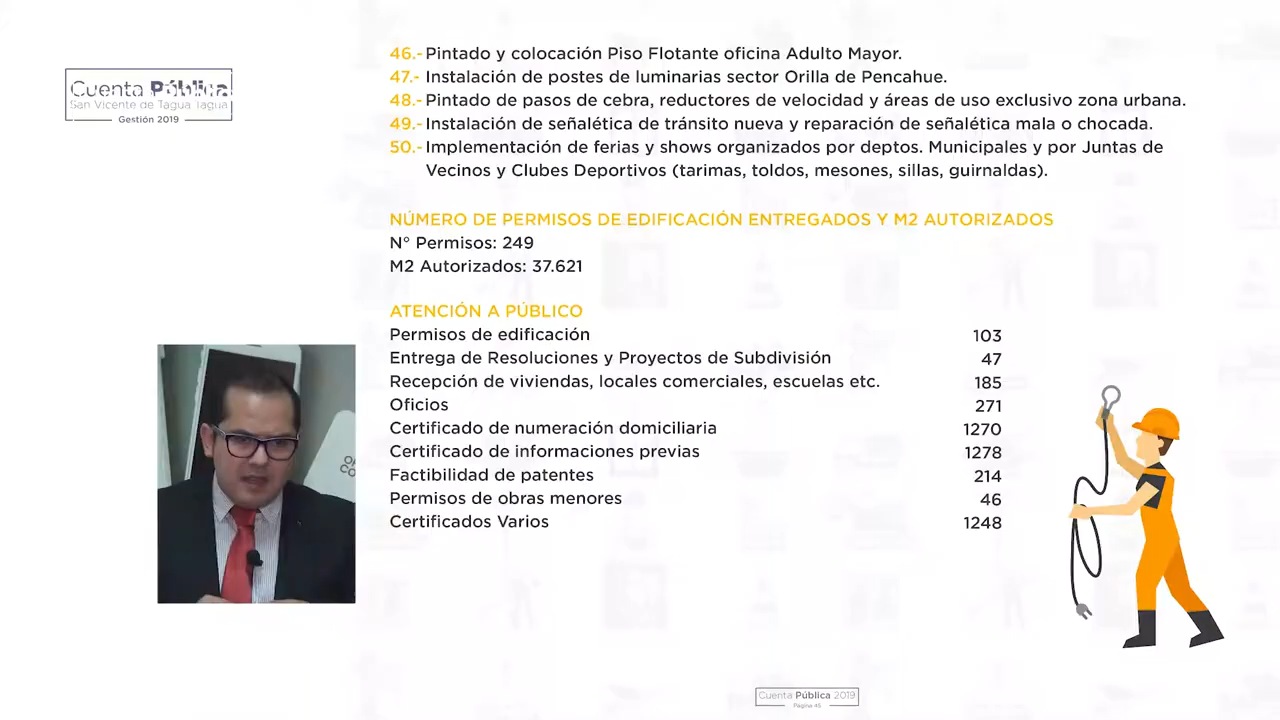 Cuenta Pública
San Vicente de Tagua Tagua
Gestión 2019
46.- Pintado y colocación Piso Flotante oficina Adulto Mayor.
47.- Instalación de postes de luminarias sector Orilla de Pencahue.
48.- Pintado de pasos de cebra, reductores de velocidad y áreas de uso exclusivo zona urbana.
49.- Instalación de señalética de tránsito nueva y reparación de señalética mala o chocada.
50.- Implementación de ferias y shows organizados por deptos. Municipales y por Juntas de
Vecinos y Clubes Deportivos (tarimas, toldos, mesones, sillas, guirnaldas).
NÚMERO DE PERMISOS DE EDIFICACIÓN ENTREGADOS Y M2 AUTORIZADOS
N° Permisos: 249
M2 Autorizados: 37.621
ATENCIÓN A PÚBLICO
Permisos de edificación 103
Entrega de Resoluciones y Proyectos de Subdivisión 47
Recepción de viviendas, locales comerciales, escuelas etc. 185
Oficios 271
Certificado de numeración domiciliaria 1270
Certificado de informaciones previas 1278
Factibilidad de patentes 214
Permisos de obras menores 46
Certificados Varios 1248
Cuenta Pública 2019
Página 45